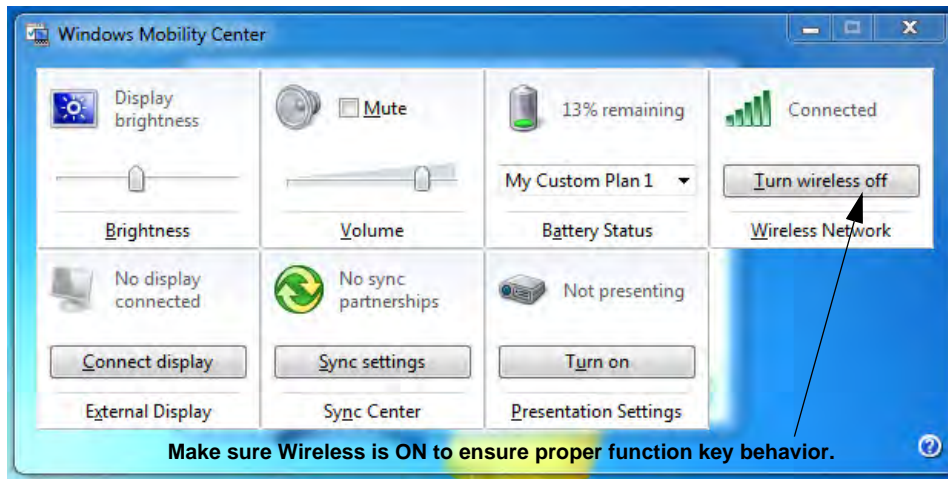 Windows Mobility Center
Display
brightness
Brightness
Mute
Volume
13% remaining
My Custom Plan 1
Battery Status
Connected
Turn wireless off
Wireless Network
No display
connected
Connect display
External Display
No sync
partnerships
Sync settings
Sync Center
Not presenting
Turn on
Presentation Settings
Make sure Wireless is ON to ensure proper function key behavior.